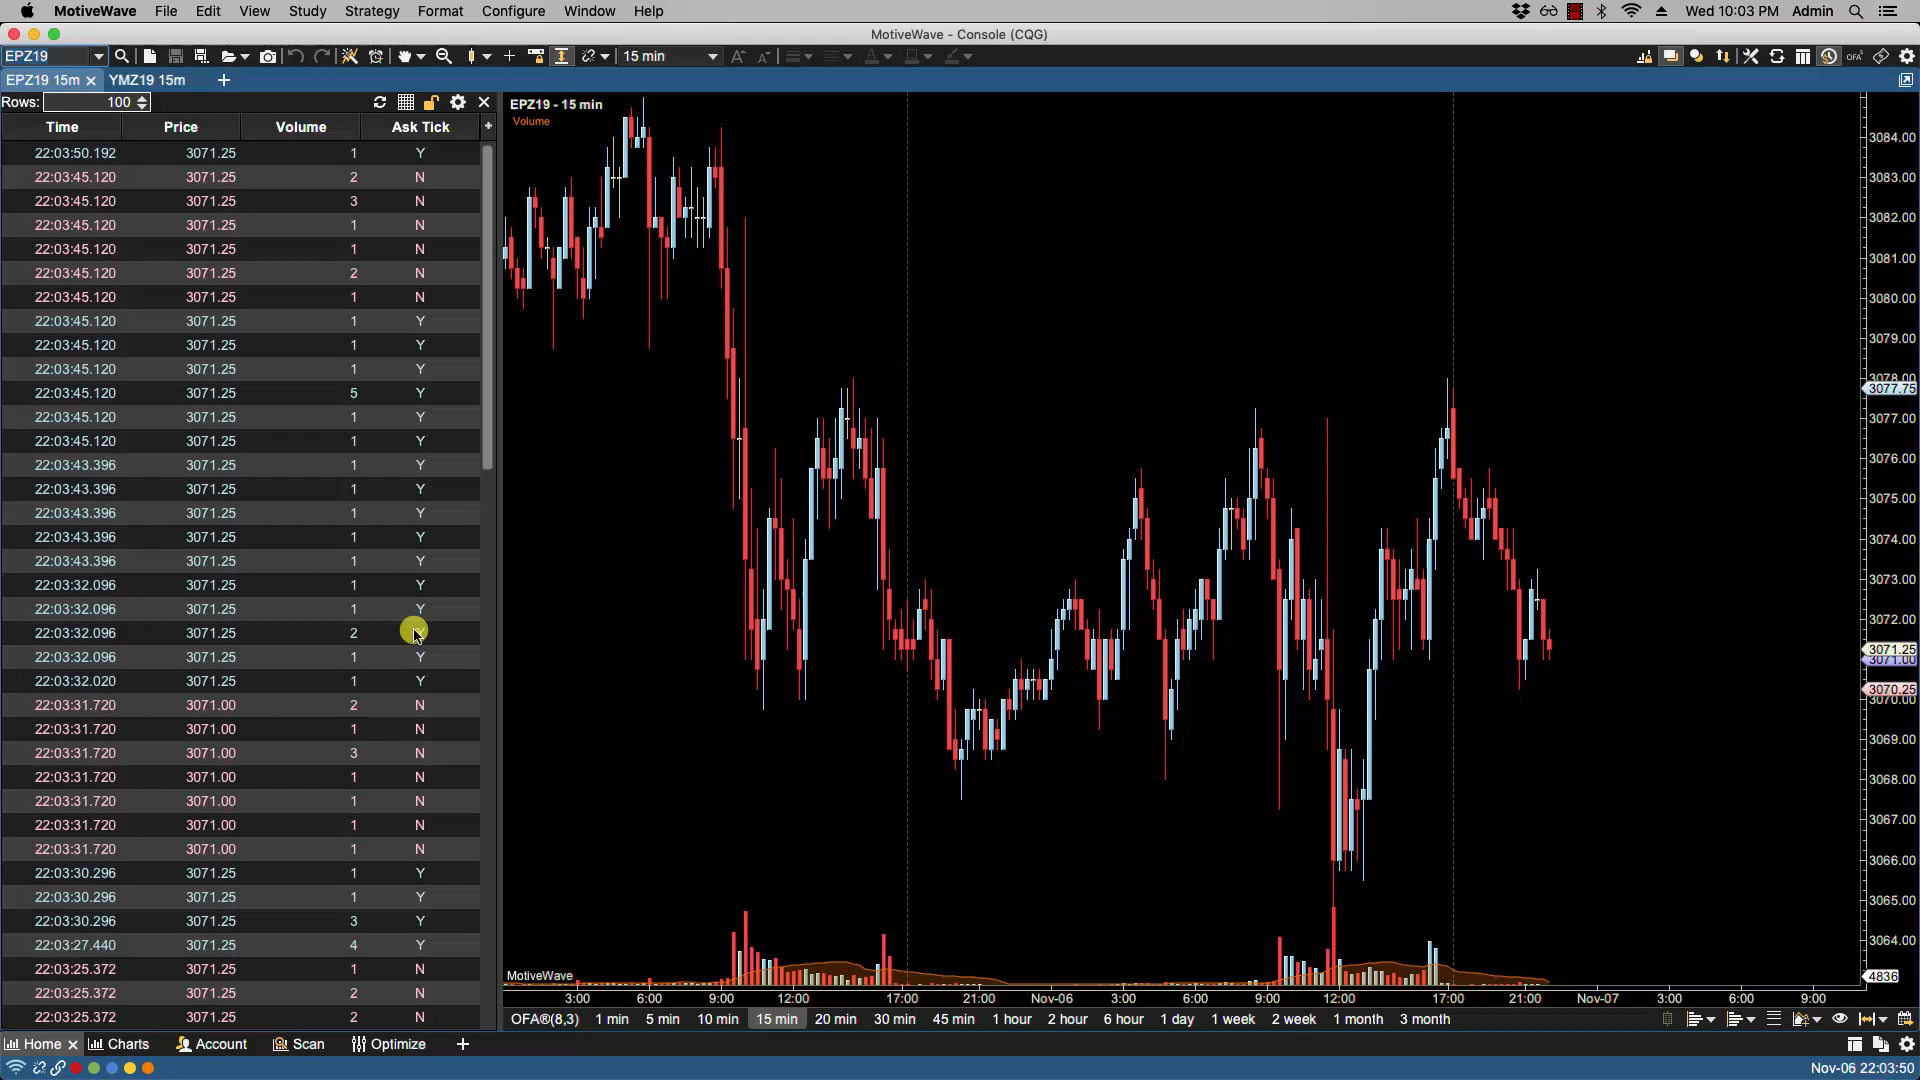 MotiveWave File Edit View Study Strategy Format Configure Window Help Wed 10:03 PM Admin
MotiveWave - Console (CQG)
EPZ19 15 min
EPZ19 15m YMZ19 15m
Rows: 100
Time Price Volume Ask Tick
22:03:50.192 3071.25 1 Y
22:03:45.120 3071.25 2 N
22:03:45.120 3071.25 3 N
22:03:45.120 3071.25 1 N
22:03:45.120 3071.25 1 N
22:03:45.120 3071.25 2 N
22:03:45.120 3071.25 1 N
22:03:45.120 3071.25 1 Y
22:03:45.120 3071.25 1 Y
22:03:45.120 3071.25 1 Y
22:03:45.120 3071.25 5 Y
22:03:45.120 3071.25 1 Y
22:03:45.120 3071.25 1 Y
22:03:43.396 3071.25 1 Y
22:03:43.396 3071.25 1 Y
22:03:43.396 3071.25 1 Y
22:03:43.396 3071.25 1 Y
22:03:43.396 3071.25 1 Y
22:03:32.096 3071.25 1 Y
22:03:32.096 3071.25 1 Y
22:03:32.096 3071.25 2
22:03:32.096 3071.25 1 Y
22:03:32.020 3071.25 1 Y
22:03:31.720 3071.00 2 N
22:03:31.720 3071.00 1 N
22:03:31.720 3071.00 3 N
22:03:31.720 3071.00 1 N
22:03:31.720 3071.00 1 N
22:03:31.720 3071.00 1 N
22:03:31.720 3071.00 1 N
22:03:30.296 3071.25 1 Y
22:03:30.296 3071.25 1 Y
22:03:30.296 3071.25 3 Y
22:03:27.440 3071.25 4 Y
22:03:25.372 3071.25 1 N
22:03:25.372 3071.25 2 N
22:03:25.372 3071.25 2 N
EPZ19 - 15 min
Volume
3084.00
3083.00
3082.00
3081.00
3080.00
3079.00
3078.00
3077.75
3077.00
3076.00
3075.00
3074.00
3073.00
3072.00
3071.25
3071.00
3070.25
3070.00
3069.00
3068.00
3067.00
3066.00
3065.00
3064.00
4836
MotiveWave
3:00 6:00 9:00 12:00 17:00 21:00 Nov-06 3:00 6:00 9:00 12:00 17:00 21:00 Nov-07 3:00 6:00 9:00
OFA®(8,3) 1 min 5 min 10 min 15 min 20 min 30 min 45 min 1 hour 2 hour 6 hour 1 day 1 week 2 week 1 month 3 month
Home Charts Account Scan Optimize
Nov-06 22:03:50